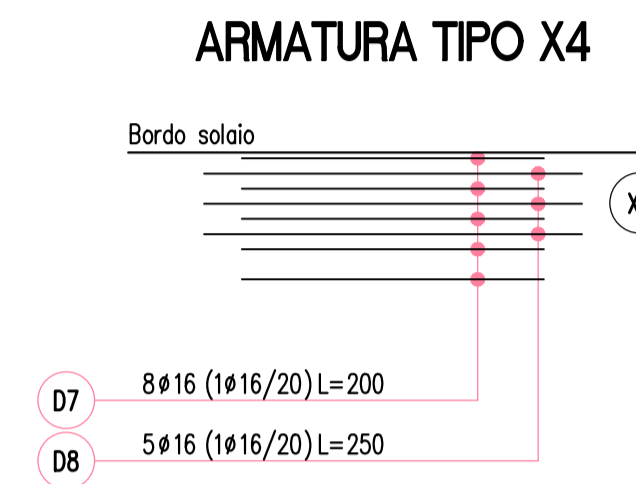 ARMATURA TIPO X4
Bordo solaio
X
D7 8ø16 (1ø16/20) L=200
D8 5ø16 (1ø16/20) L=250